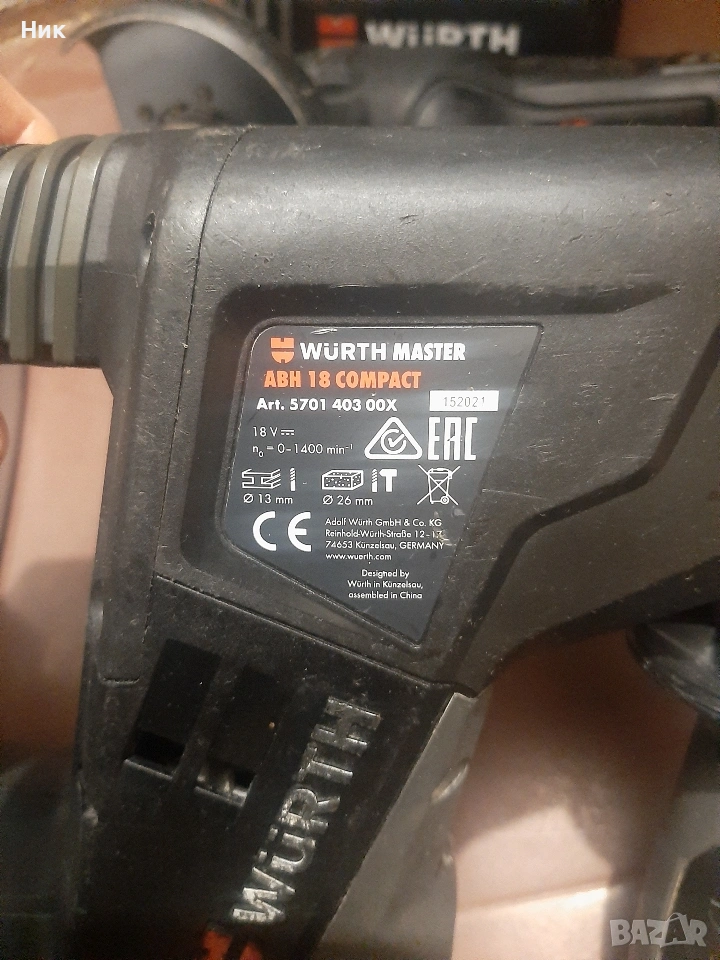 Ник
WÜRTH
WÜRTH MASTER
ABH 18 COMPACT
Art. 5701 403 00X 152021
18 V
n₀ = 0-1400 min⁻¹
EAC
Ø 13 mm Ø 26 mm
CE
Adolf Würth GmbH & Co. KG
Reinhold-Würth-Straße 12-17
74653 Künzelsau, GERMANY
www.wuerth.com
Designed by
Würth in Künzelsau,
assembled in China
WÜRTH
BAZAR